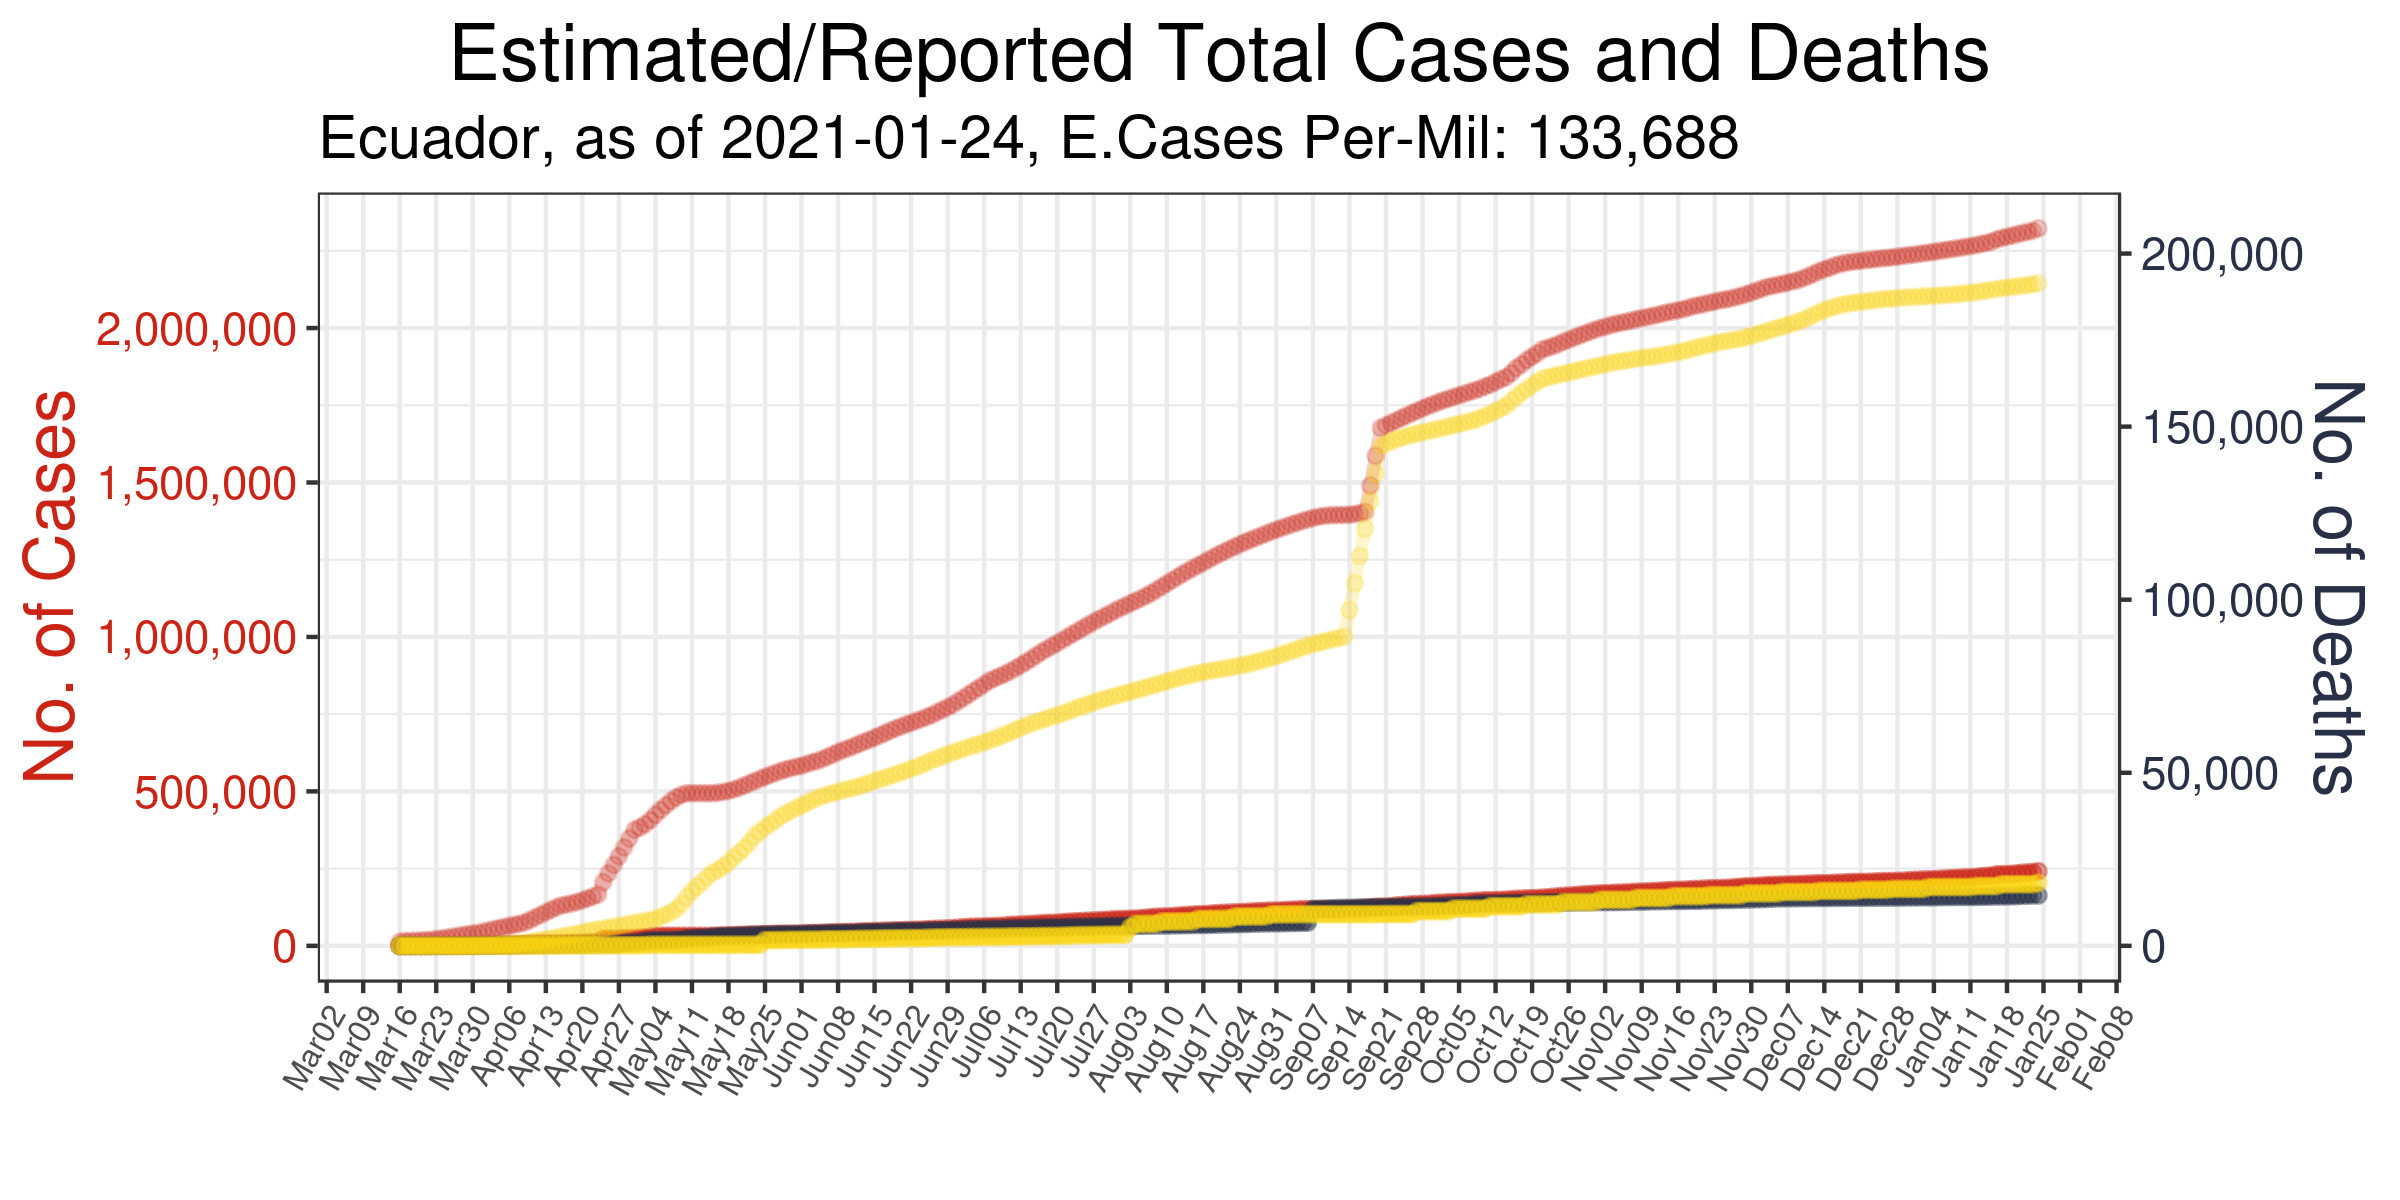 Estimated/Reported Total Cases and Deaths
Ecuador, as of 2021-01-24, E.Cases Per-Mil: 133,688
No. of Cases
2,000,000
1,500,000
1,000,000
500,000
0
200,000
150,000
100,000
50,000
0
No. of Deaths
Mar02 Mar09 Mar16 Mar23 Mar30 Apr06 Apr13 Apr20 Apr27 May04 May11 May18 May25 Jun01 Jun08 Jun15 Jun22 Jun29 Jul06 Jul13 Jul20 Jul27 Aug03 Aug10 Aug17 Aug24 Aug31 Sep07 Sep14 Sep21 Sep28 Oct05 Oct12 Oct19 Oct26 Nov02 Nov09 Nov16 Nov23 Nov30 Dec07 Dec14 Dec21 Dec28 Jan04 Jan11 Jan18 Jan25 Feb01 Feb08